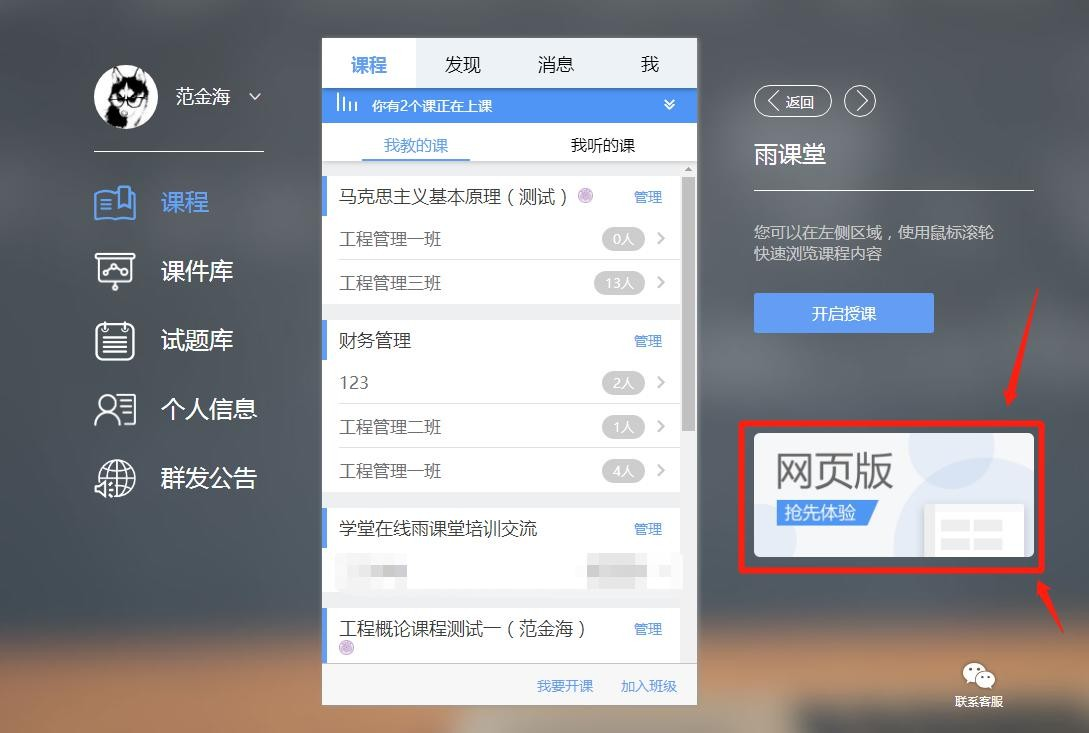 范金海
课程
课件库
试题库
个人信息
群发公告
课程 发现 消息 我
你有2个课正在上课
我教的课 我听的课
马克思主义基本原理（测试） 管理
工程管理一班 0人
工程管理三班 13人
财务管理 管理
123 2人
工程管理二班 1人
工程管理一班 4人
学堂在线雨课堂培训交流 管理
工程概论课程测试一（范金海） 管理
我要开课 加入班级
返回
雨课堂
您可以在左侧区域，使用鼠标滚轮
快速浏览课程内容
开启授课
网页版
抢先体验
联系客服